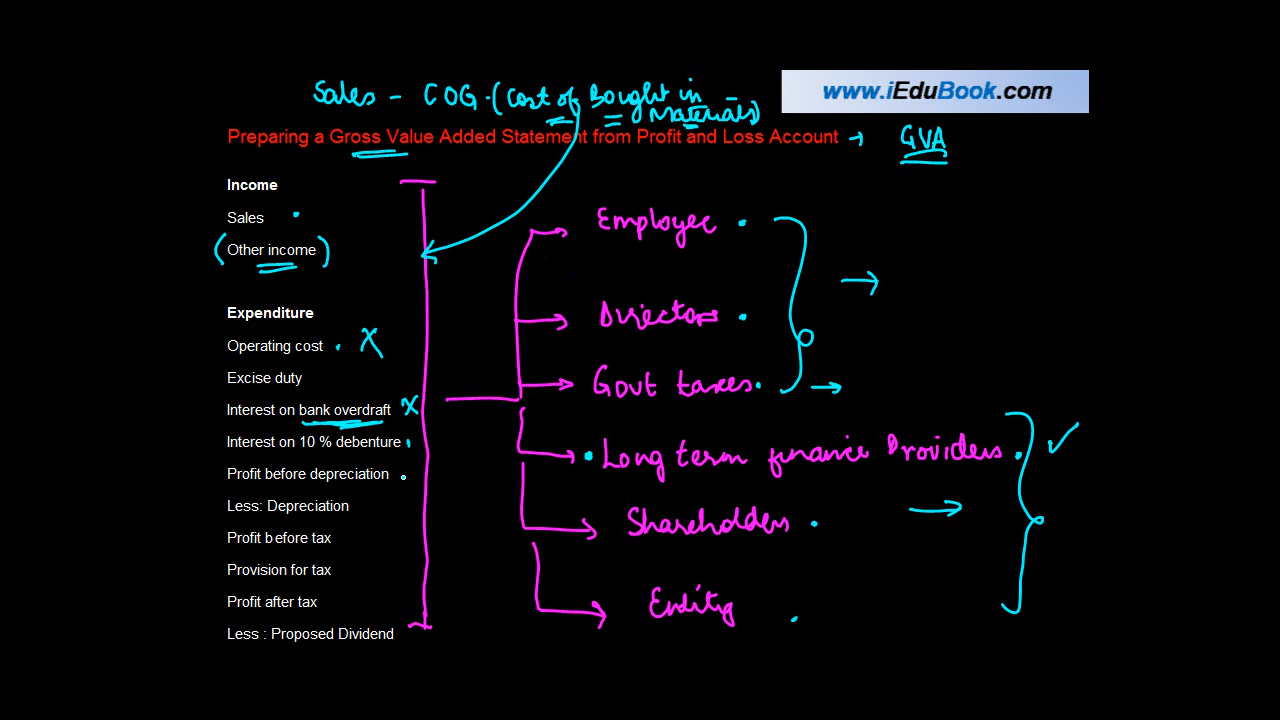 Sales - COG. (Cost of Bought in Materials)
www.iEduBook.com
Preparing a Gross Value Added Statement from Profit and Loss Account → GVA
Income
Sales
(Other income)
Expenditure
Operating cost X
Excise duty
Interest on bank overdraft X
Interest on 10 % debenture
Profit before depreciation
Less: Depreciation
Profit before tax
Provision for tax
Profit after tax
Less : Proposed Dividend
Employee
Directors
Govt taxes
Long term finance Providers
Shareholders
Entity